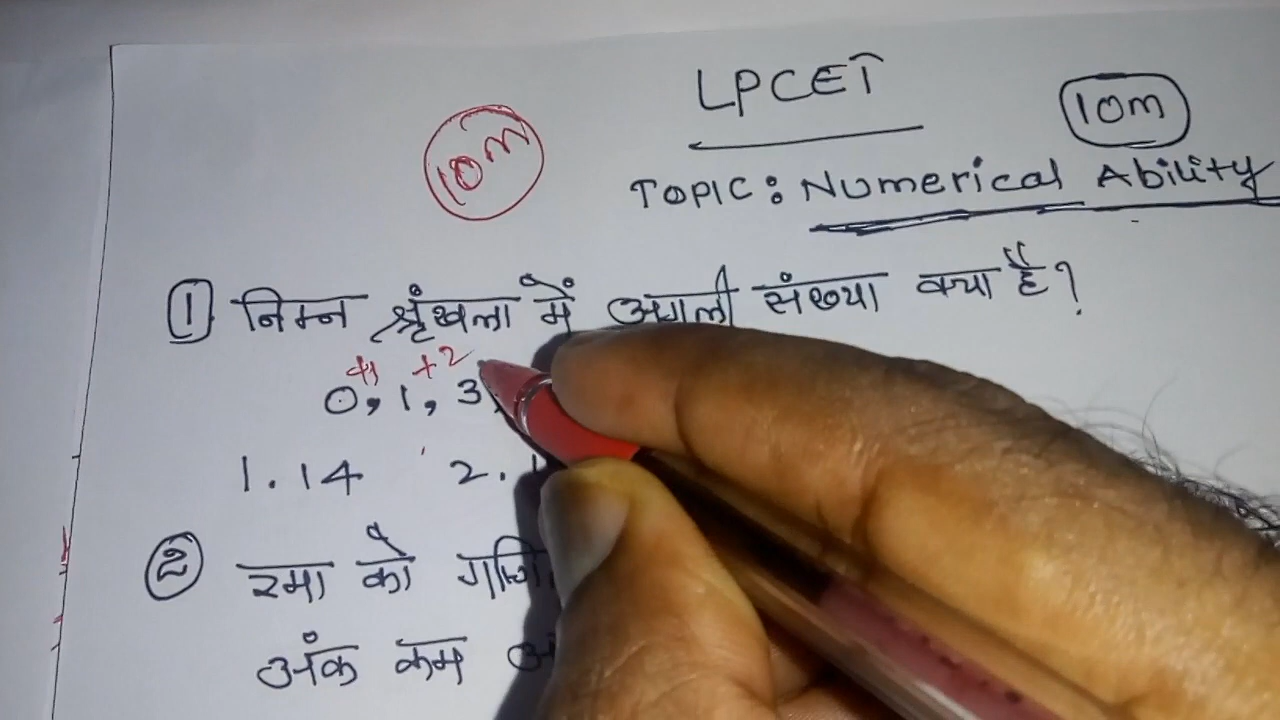 LPCET
10m
10m
TOPIC: Numerical Ability
① निम्न श्रृंखला में अगली संख्या क्या है?
+1 +2
0, 1, 3,
1. 14 2.
② रमा को
अंक कम